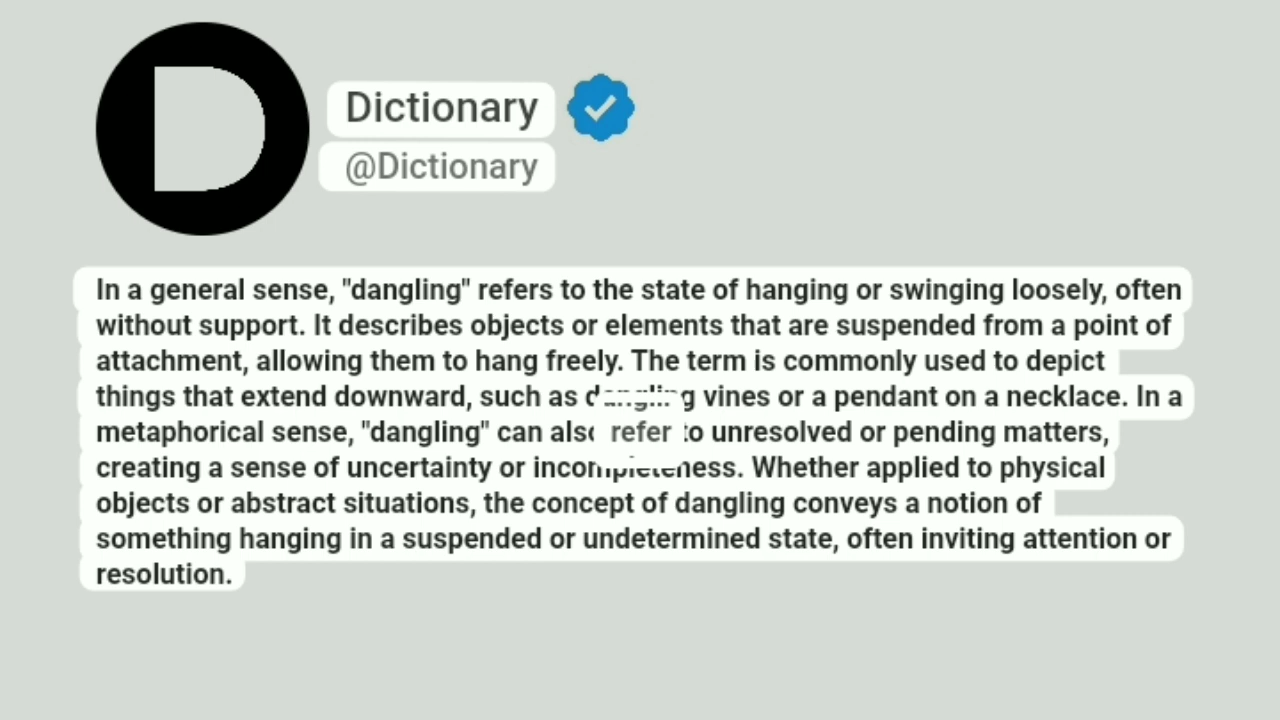 D
Dictionary
@Dictionary
In a general sense, "dangling" refers to the state of hanging or swinging loosely, often
without support. It describes objects or elements that are suspended from a point of
attachment, allowing them to hang freely. The term is commonly used to depict
things that extend downward, such as dangling vines or a pendant on a necklace. In a
metaphorical sense, "dangling" can also refer to unresolved or pending matters,
creating a sense of uncertainty or incompleteness. Whether applied to physical
objects or abstract situations, the concept of dangling conveys a notion of
something hanging in a suspended or undetermined state, often inviting attention or
resolution.